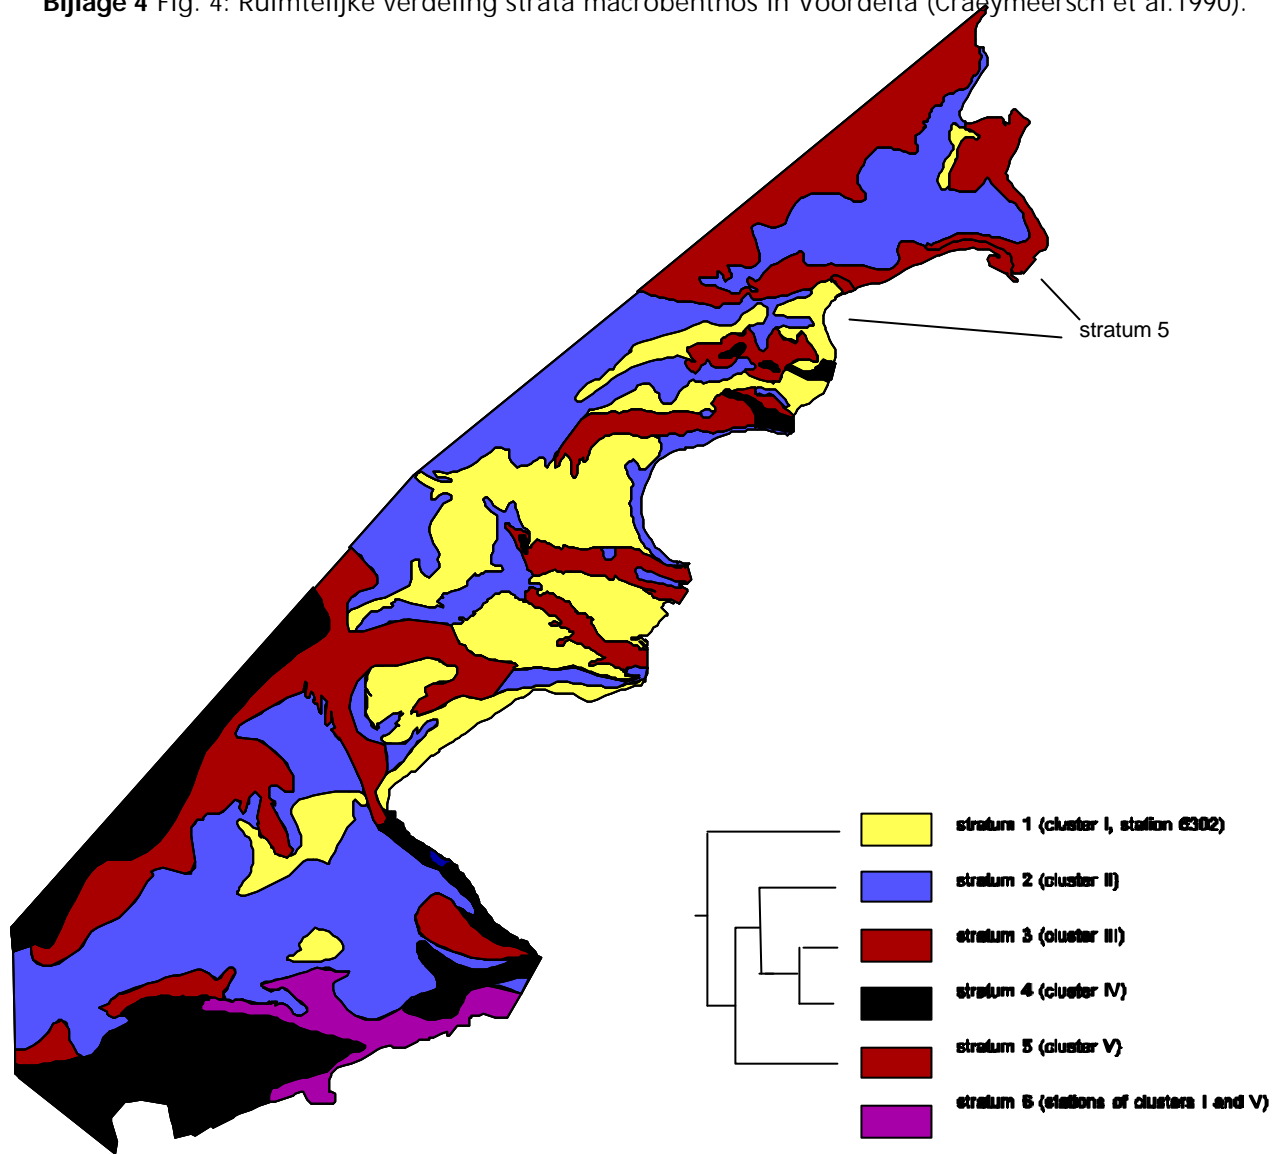 Bijlage 4 Fig. 4: Ruimtelijke verdeling strata macrobenthos in Voordelta (Craeymeersch et al.1990).
stratum 5
stratum 1 (cluster I, station 6302)
stratum 2 (cluster II)
stratum 3 (cluster III)
stratum 4 (cluster IV)
stratum 5 (cluster V)
stratum 6 (stations of clusters I and V)